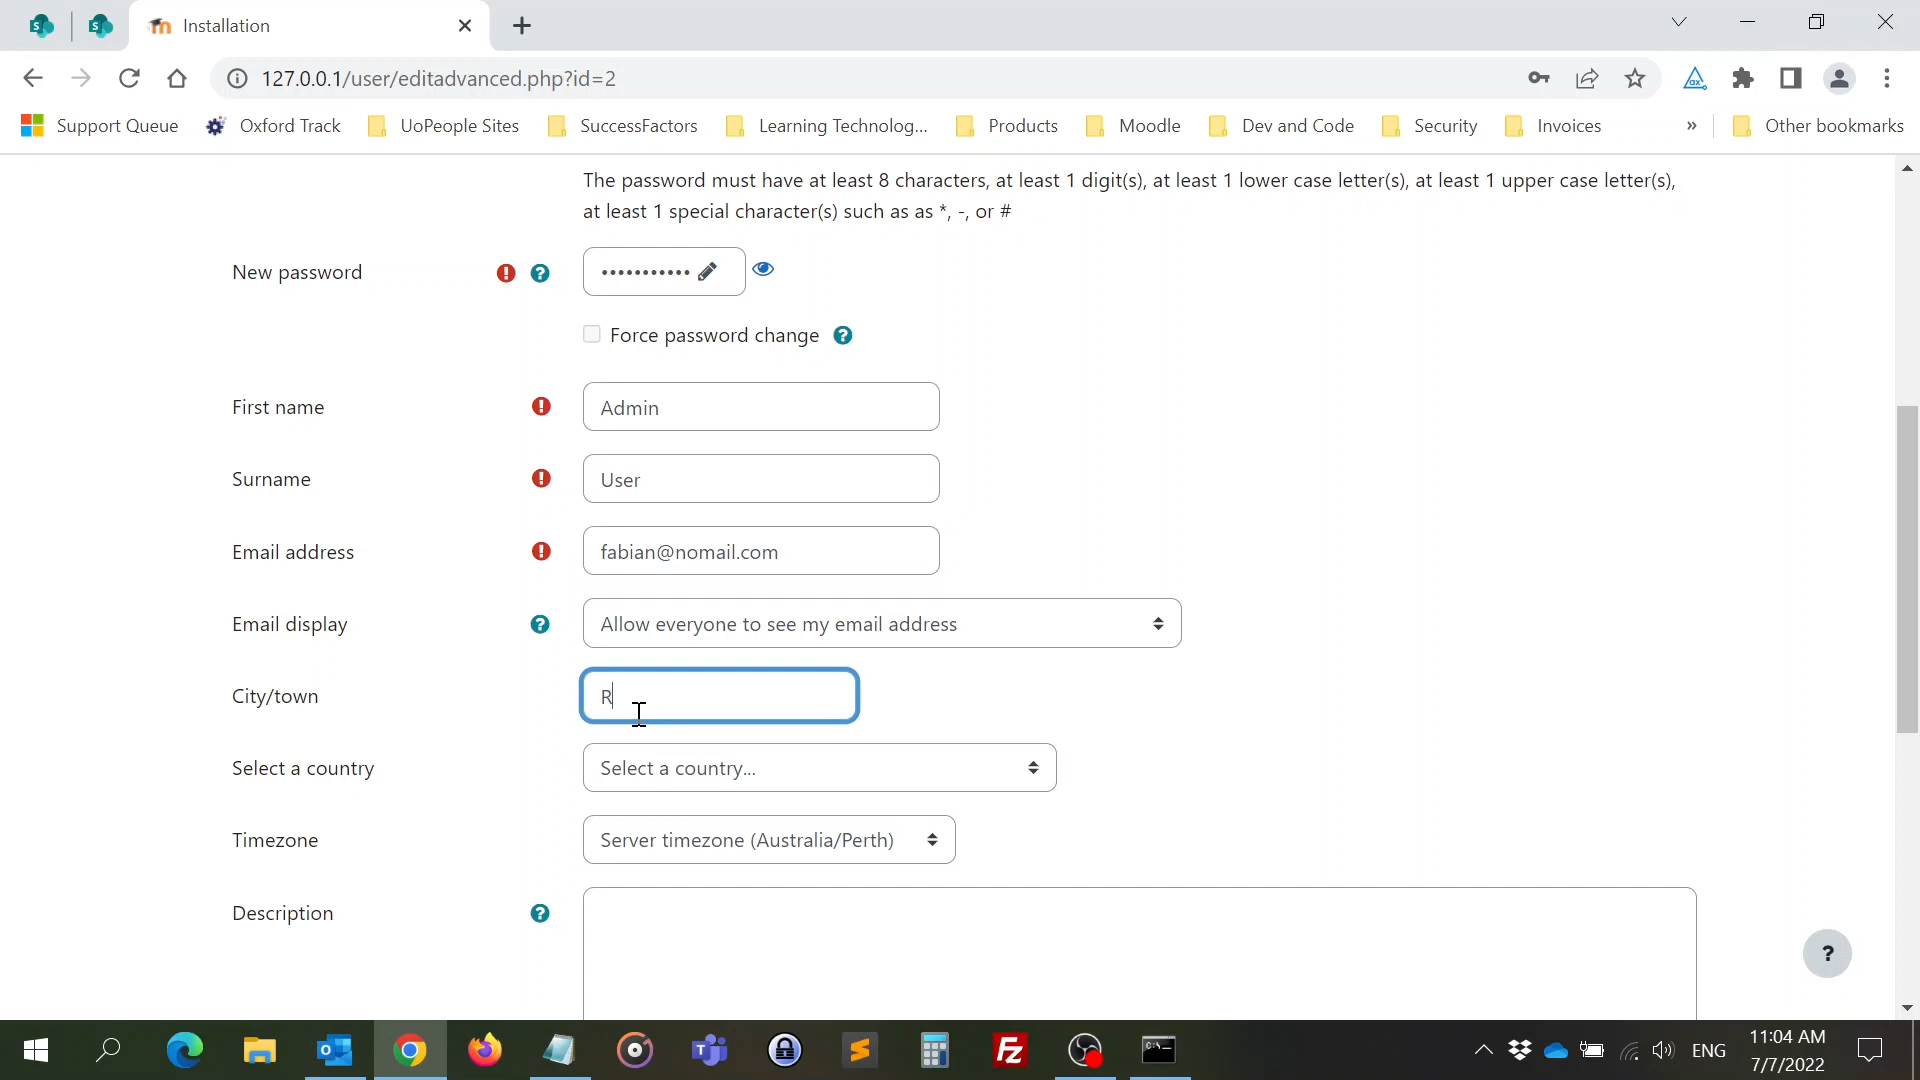 Installation
127.0.0.1/user/editadvanced.php?id=2
Support Queue Oxford Track UoPeople Sites SuccessFactors Learning Technolog... Products Moodle Dev and Code Security Invoices » Other bookmarks
The password must have at least 8 characters, at least 1 digit(s), at least 1 lower case letter(s), at least 1 upper case letter(s),
at least 1 special character(s) such as as *, -, or #
New password
Force password change
First name Admin
Surname User
Email address fabian@nomail.com
Email display Allow everyone to see my email address
City/town R
Select a country Select a country...
Timezone Server timezone (Australia/Perth)
Description
?
ENG 11:04 AM
7/7/2022